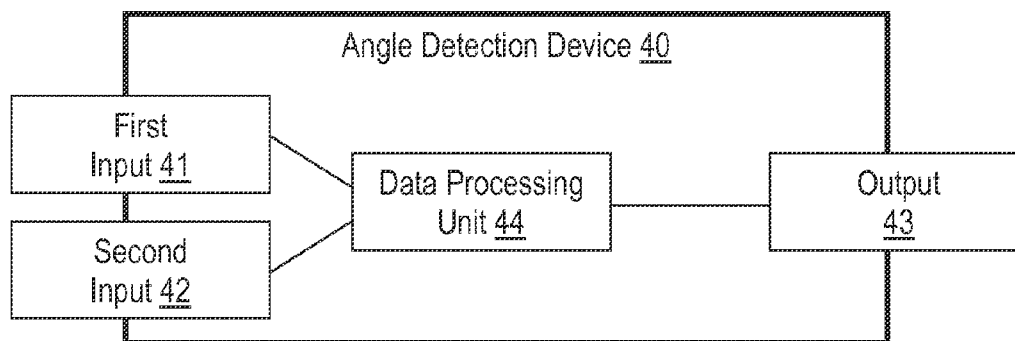 Angle Detection Device 40
First
Input 41
Data Processing
Unit 44
Output
43
Second
Input 42